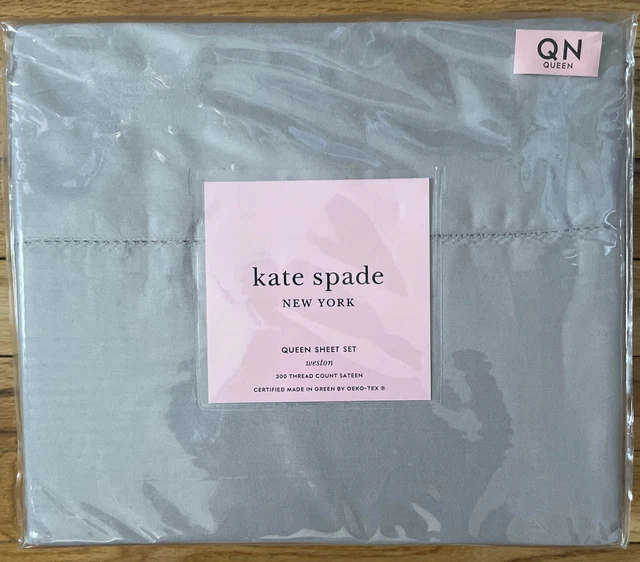 QN
QUEEN
kate spade
NEW YORK
QUEEN SHEET SET
weston
300 THREAD COUNT SATEEN
CERTIFIED MADE IN GREEN BY OEKO-TEX ®